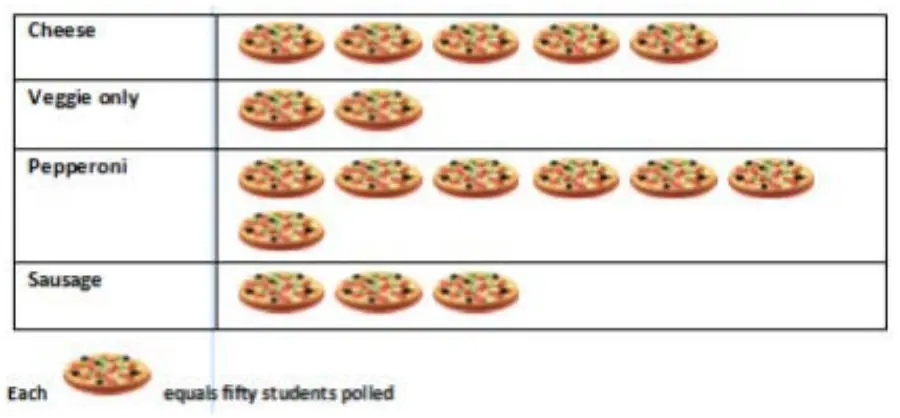 Cheese
Veggie only
Pepperoni
Sausage
Each equals fifty students polled